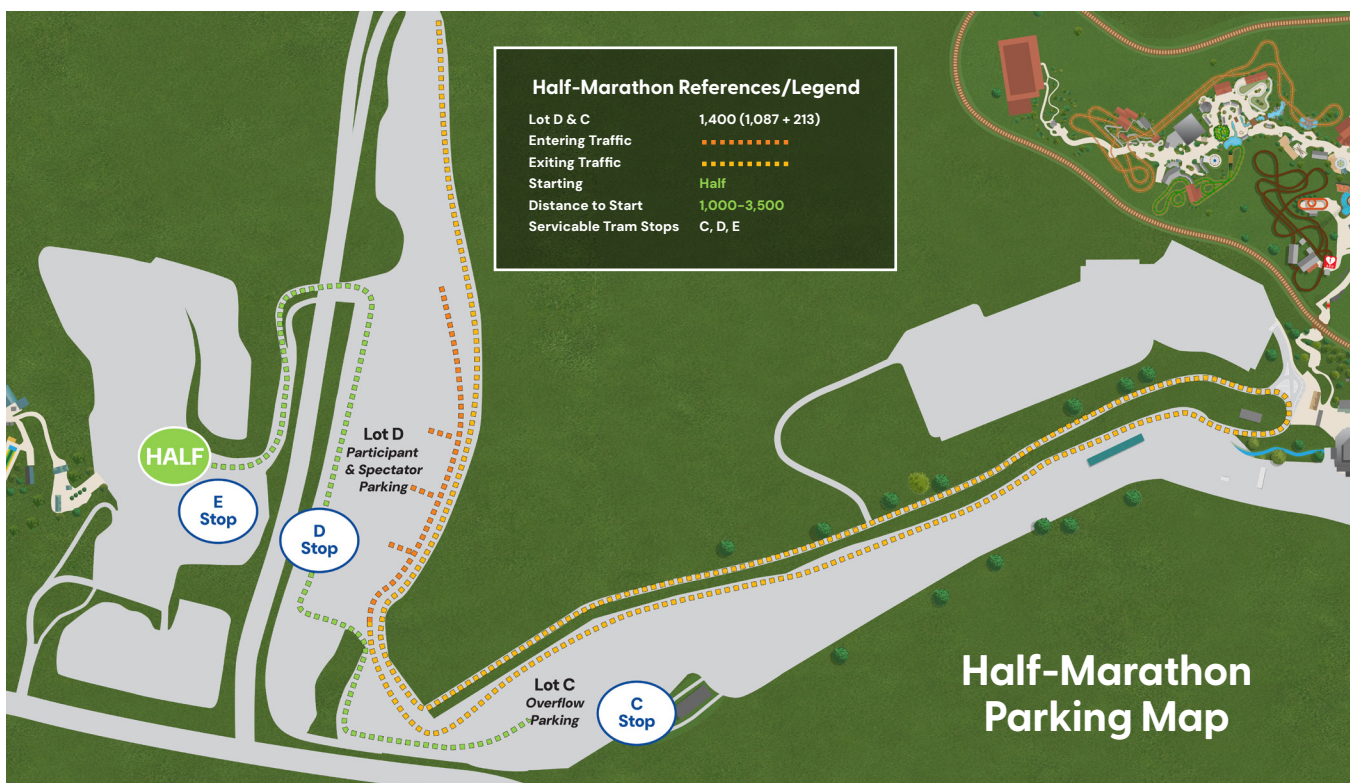 Half-Marathon References/Legend
Lot D & C 1,400 (1,087 + 213)
Entering Traffic
Exiting Traffic
Starting Half
Distance to Start 1,000-3,500
Servicable Tram Stops C, D, E
Lot D
Participant
& Spectator
Parking
HALF
E
Stop
D
Stop
Lot C
Overflow
Parking
C
Stop
Half-Marathon
Parking Map